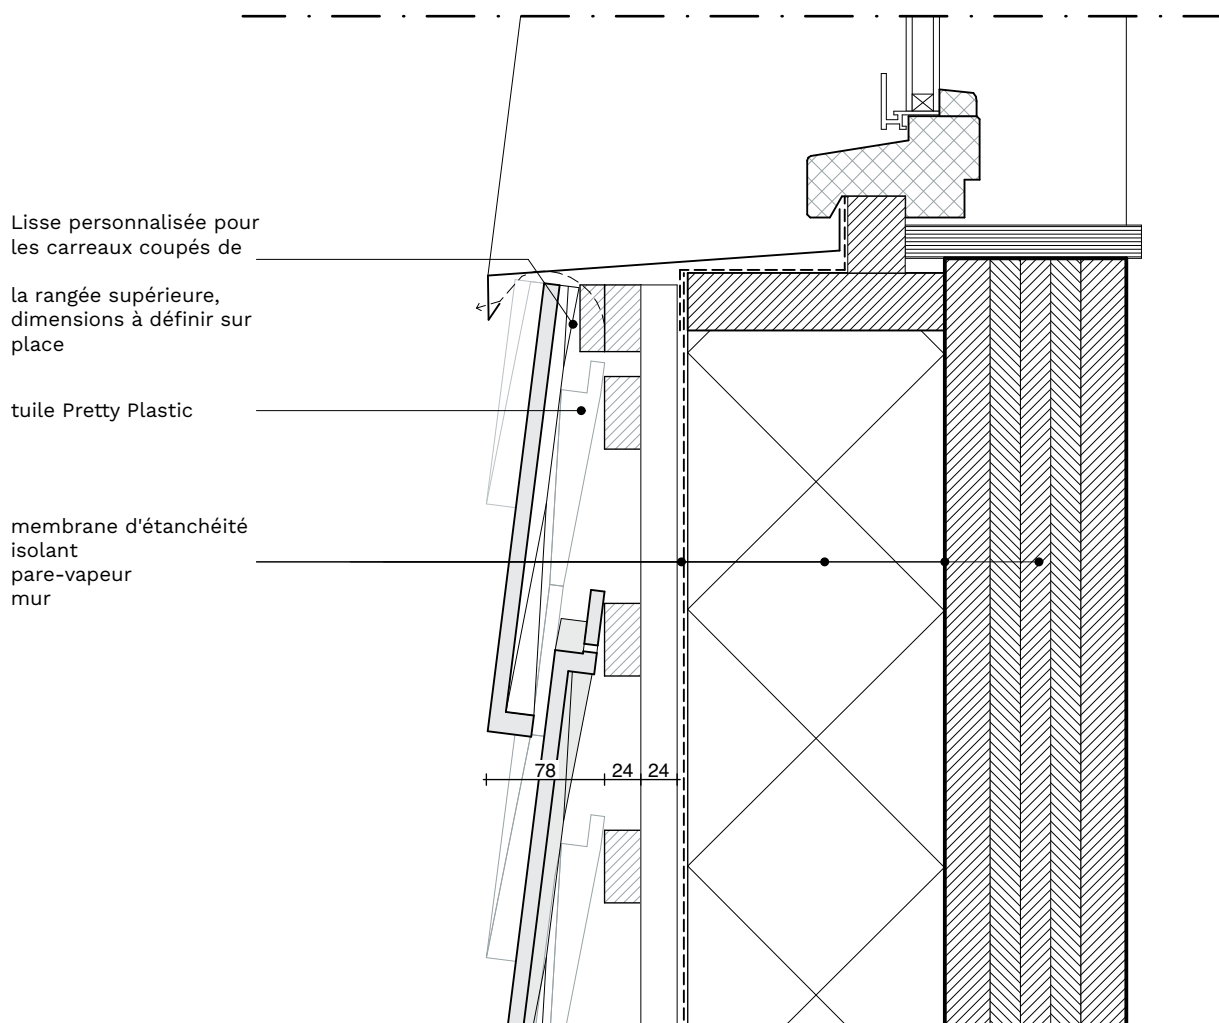 Lisse personnalisée pour
les carreaux coupés de
la rangée supérieure,
dimensions à définir sur
place
tuile Pretty Plastic
membrane d'étanchéité
isolant
pare-vapeur
mur
78 24 24